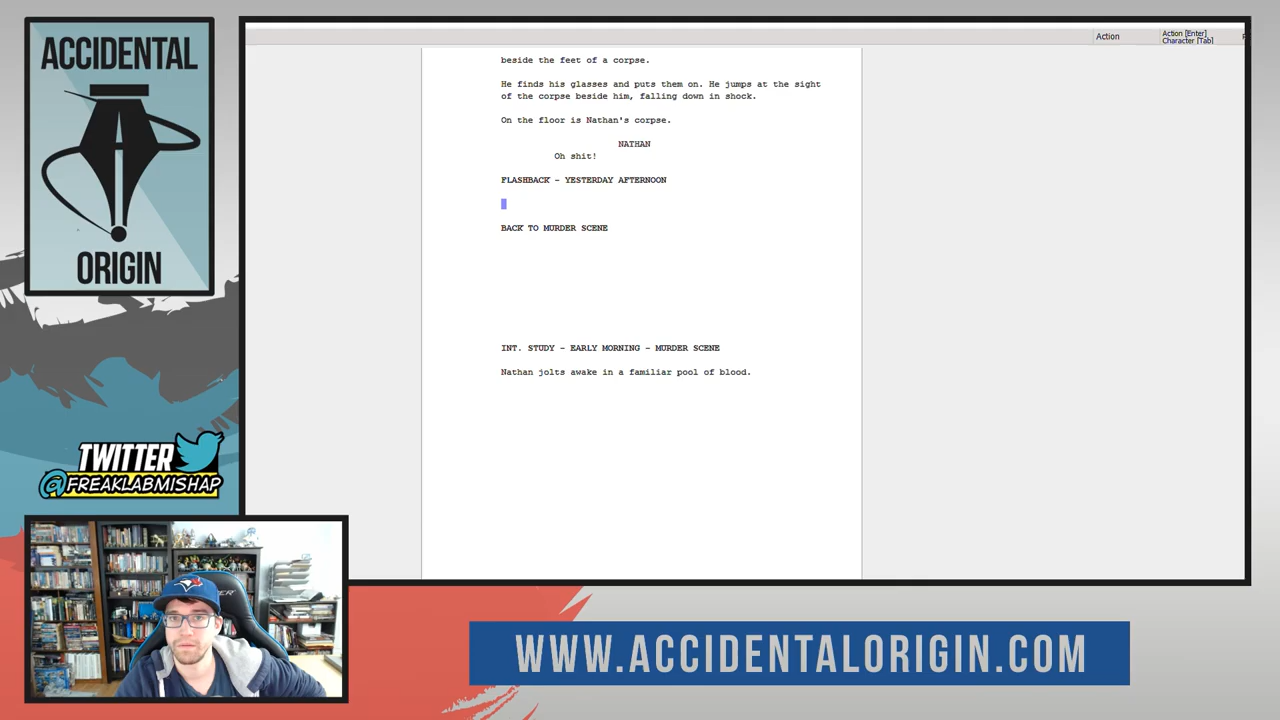 ACCIDENTAL
ORIGIN
Action
Action [Enter]
Character [Tab]
beside the feet of a corpse.
He finds his glasses and puts them on. He jumps at the sight
of the corpse beside him, falling down in shock.
On the floor is Nathan's corpse.
NATHAN
Oh shit!
FLASHBACK - YESTERDAY AFTERNOON
BACK TO MURDER SCENE
INT. STUDY - EARLY MORNING - MURDER SCENE
Nathan jolts awake in a familiar pool of blood.
TWITTER
@FREAKLABMISHAP
WWW.ACCIDENTALORIGIN.COM